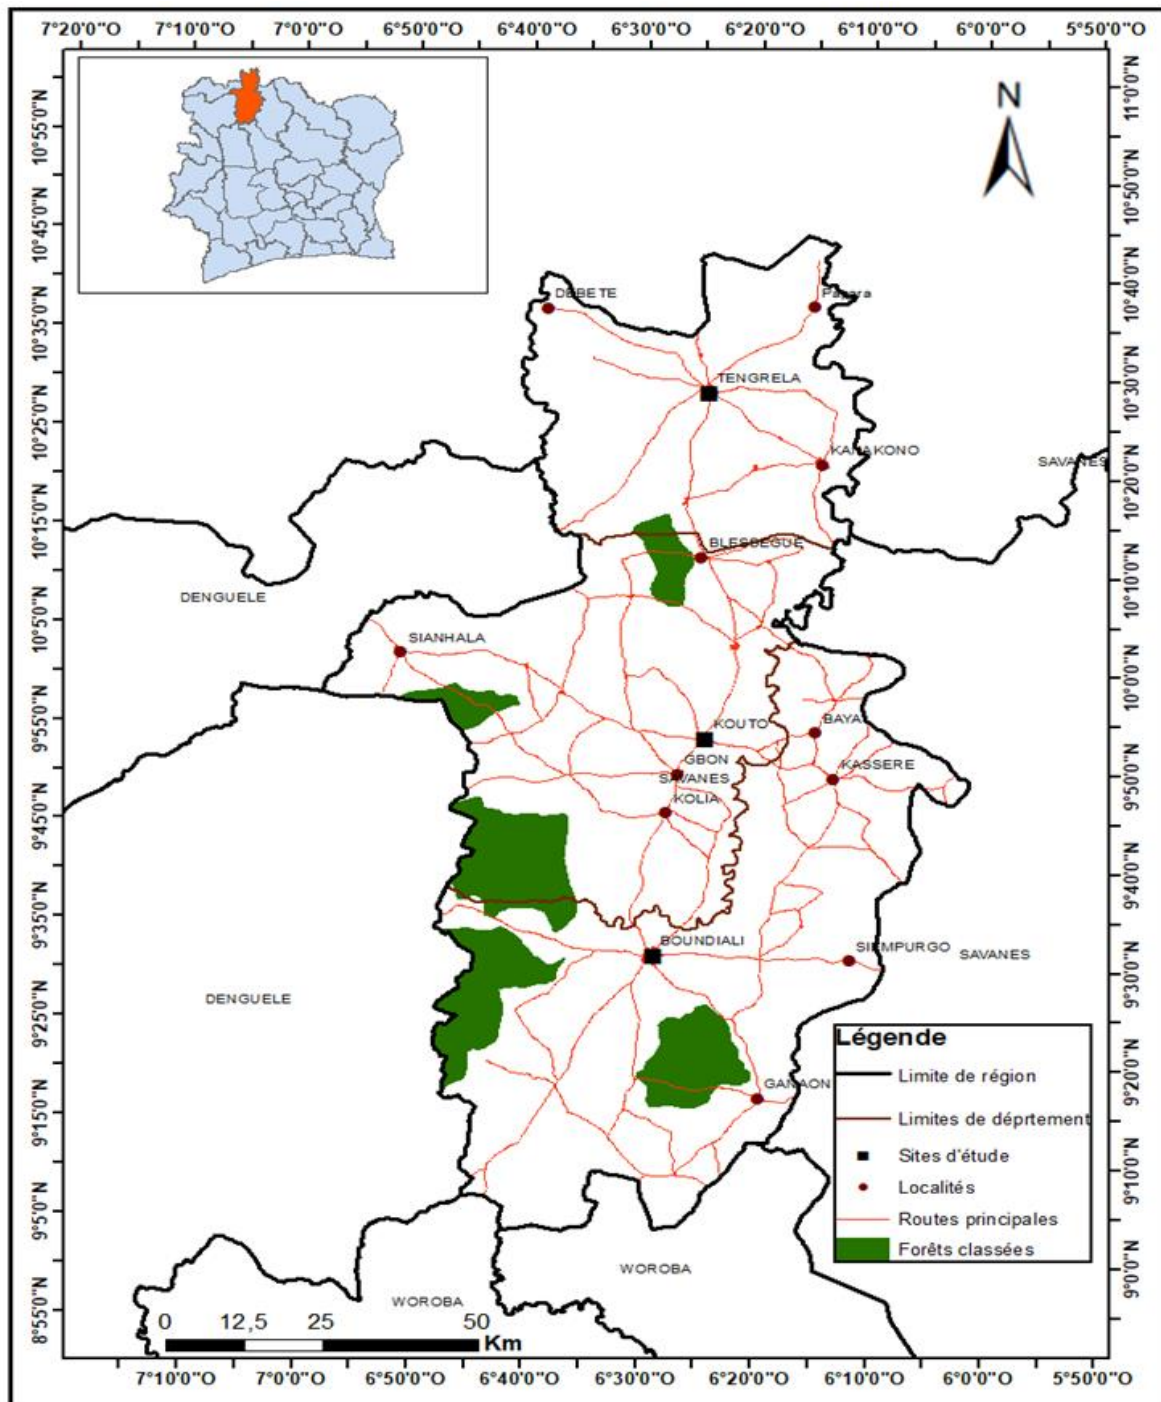 7°20'0"O 7°10'0"O 7°0'0"O 6°50'0"O 6°40'0"O 6°30'0"O 6°20'0"O 6°10'0"O 6°0'0"O 5°50'0"O
N
11°0'0"N
10°55'0"N
10°50'0"N
10°45'0"N
10°40'0"N
10°35'0"N
10°30'0"N
10°25'0"N
10°20'0"N
10°15'0"N
10°10'0"N
10°5'0"N
10°0'0"N
9°55'0"N
9°50'0"N
9°45'0"N
9°40'0"N
9°35'0"N
9°30'0"N
9°25'0"N
9°20'0"N
9°15'0"N
9°10'0"N
9°5'0"N
9°0'0"N
8°55'0"N
DEBETE
Papara
TENGRELA
KANAKONO
SAVANES
BLESBEGUE
DENGUELE
SIANHALA
KOUTO
BAYA
GBON
KASSERE
SAVANES
KOLIA
BOUNDIALI
SIEMPURGO
SAVANES
DENGUELE
GANAON
WOROBA
WOROBA
Légende
Limite de région
Limites de déprtement
Sites d'étude
Localités
Routes principales
Forêts classées
0 12,5 25 50
Km
7°10'0"O 7°0'0"O 6°50'0"O 6°40'0"O 6°30'0"O 6°20'0"O 6°10'0"O 6°0'0"O 5°50'0"O